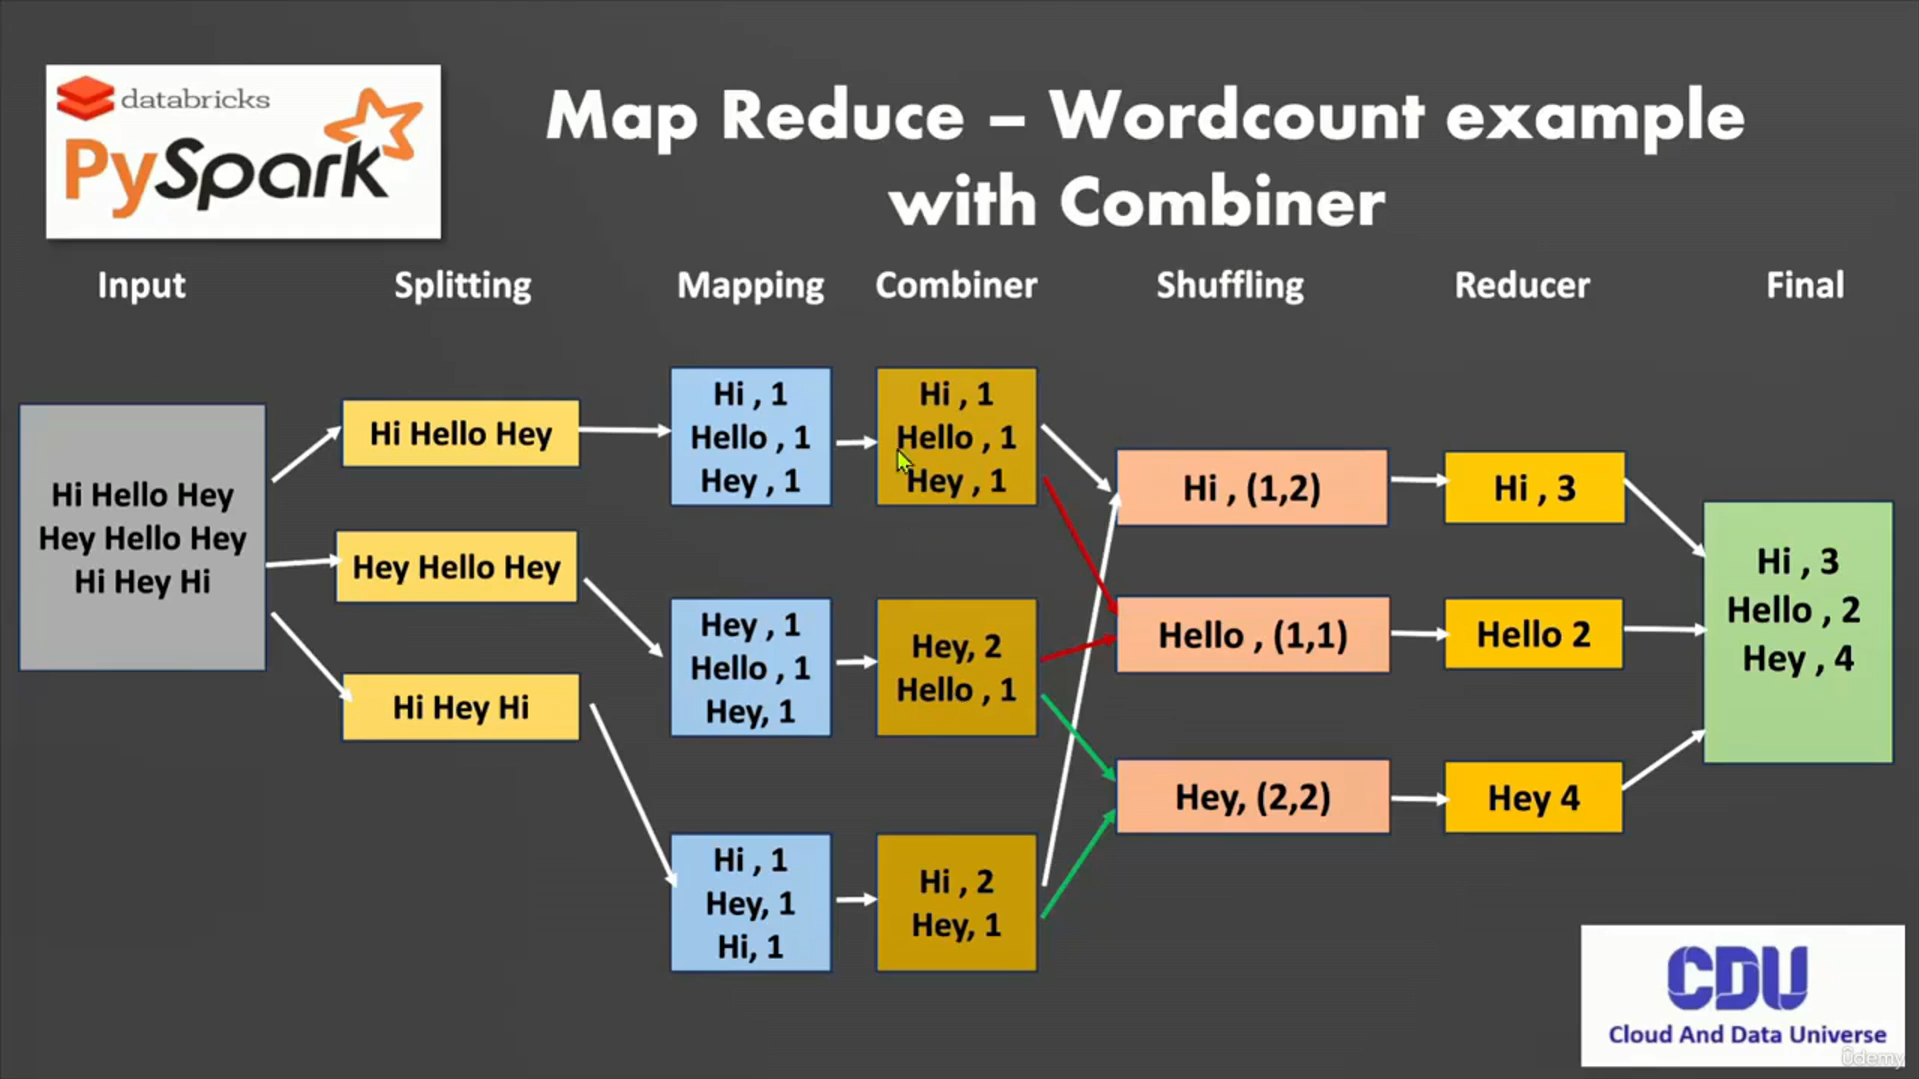 databricks
PySpark
Map Reduce – Wordcount example
with Combiner
Input
Splitting
Mapping
Combiner
Shuffling
Reducer
Final
Hi Hello Hey
Hey Hello Hey
Hi Hey Hi
Hi Hello Hey
Hey Hello Hey
Hi Hey Hi
Hi , 1
Hello , 1
Hey , 1
Hey , 1
Hello , 1
Hey, 1
Hi , 1
Hey, 1
Hi, 1
Hi , 1
Hello , 1
Hey , 1
Hey, 2
Hello , 1
Hi , 2
Hey, 1
Hi , (1,2)
Hello , (1,1)
Hey, (2,2)
Hi , 3
Hello 2
Hey 4
Hi , 3
Hello , 2
Hey , 4
CDU
Cloud And Data Universe
ûdemy